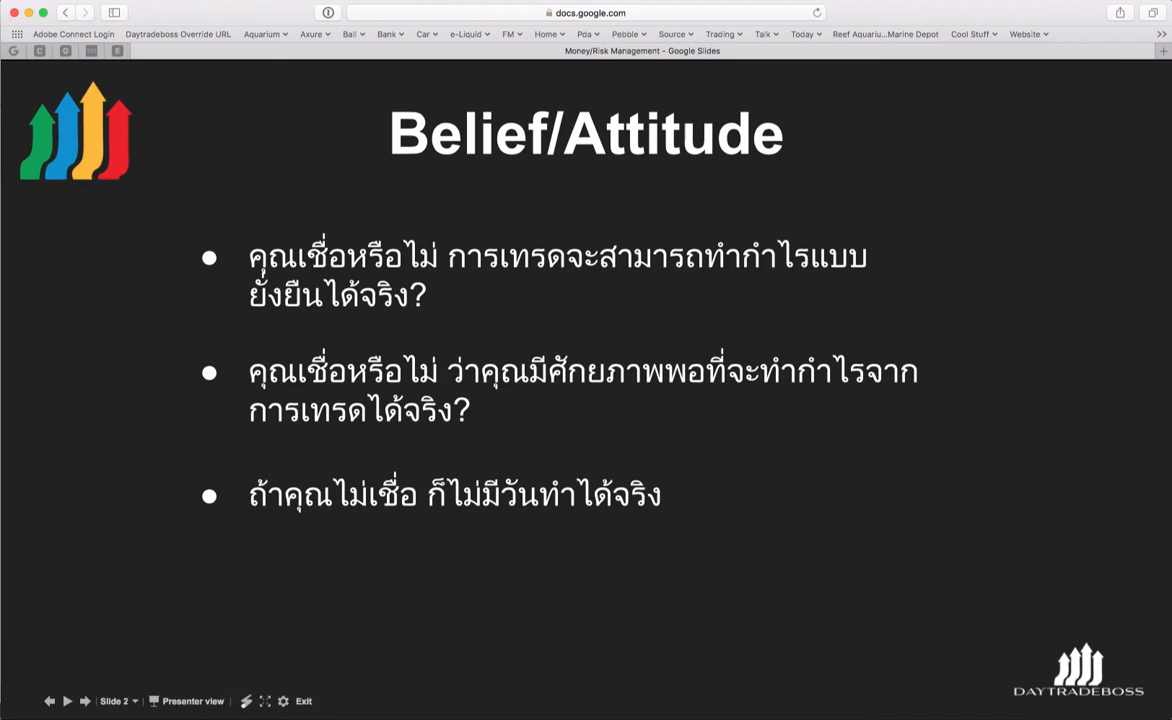 docs.google.com
Adobe Connect Login Daytradeboss Override URL Aquarium Axure Bali Bank Car e-Liquid FM Home Pda Pebble Source Trading Talk Today Reef Aquariu...Marine Depot Cool Stuff Website
G C G E Money/Risk Management - Google Slides
Belief/Attitude
● คุณเชื่อหรือไม่ การเทรดจะสามารถทำกำไรแบบ
ยั่งยืนได้จริง?
● คุณเชื่อหรือไม่ ว่าคุณมีศักยภาพพอที่จะทำกำไรจาก
การเทรดได้จริง?
● ถ้าคุณไม่เชื่อ ก็ไม่มีวันทำได้จริง
DAYTRADEBOSS
Slide 2 Presenter view Exit